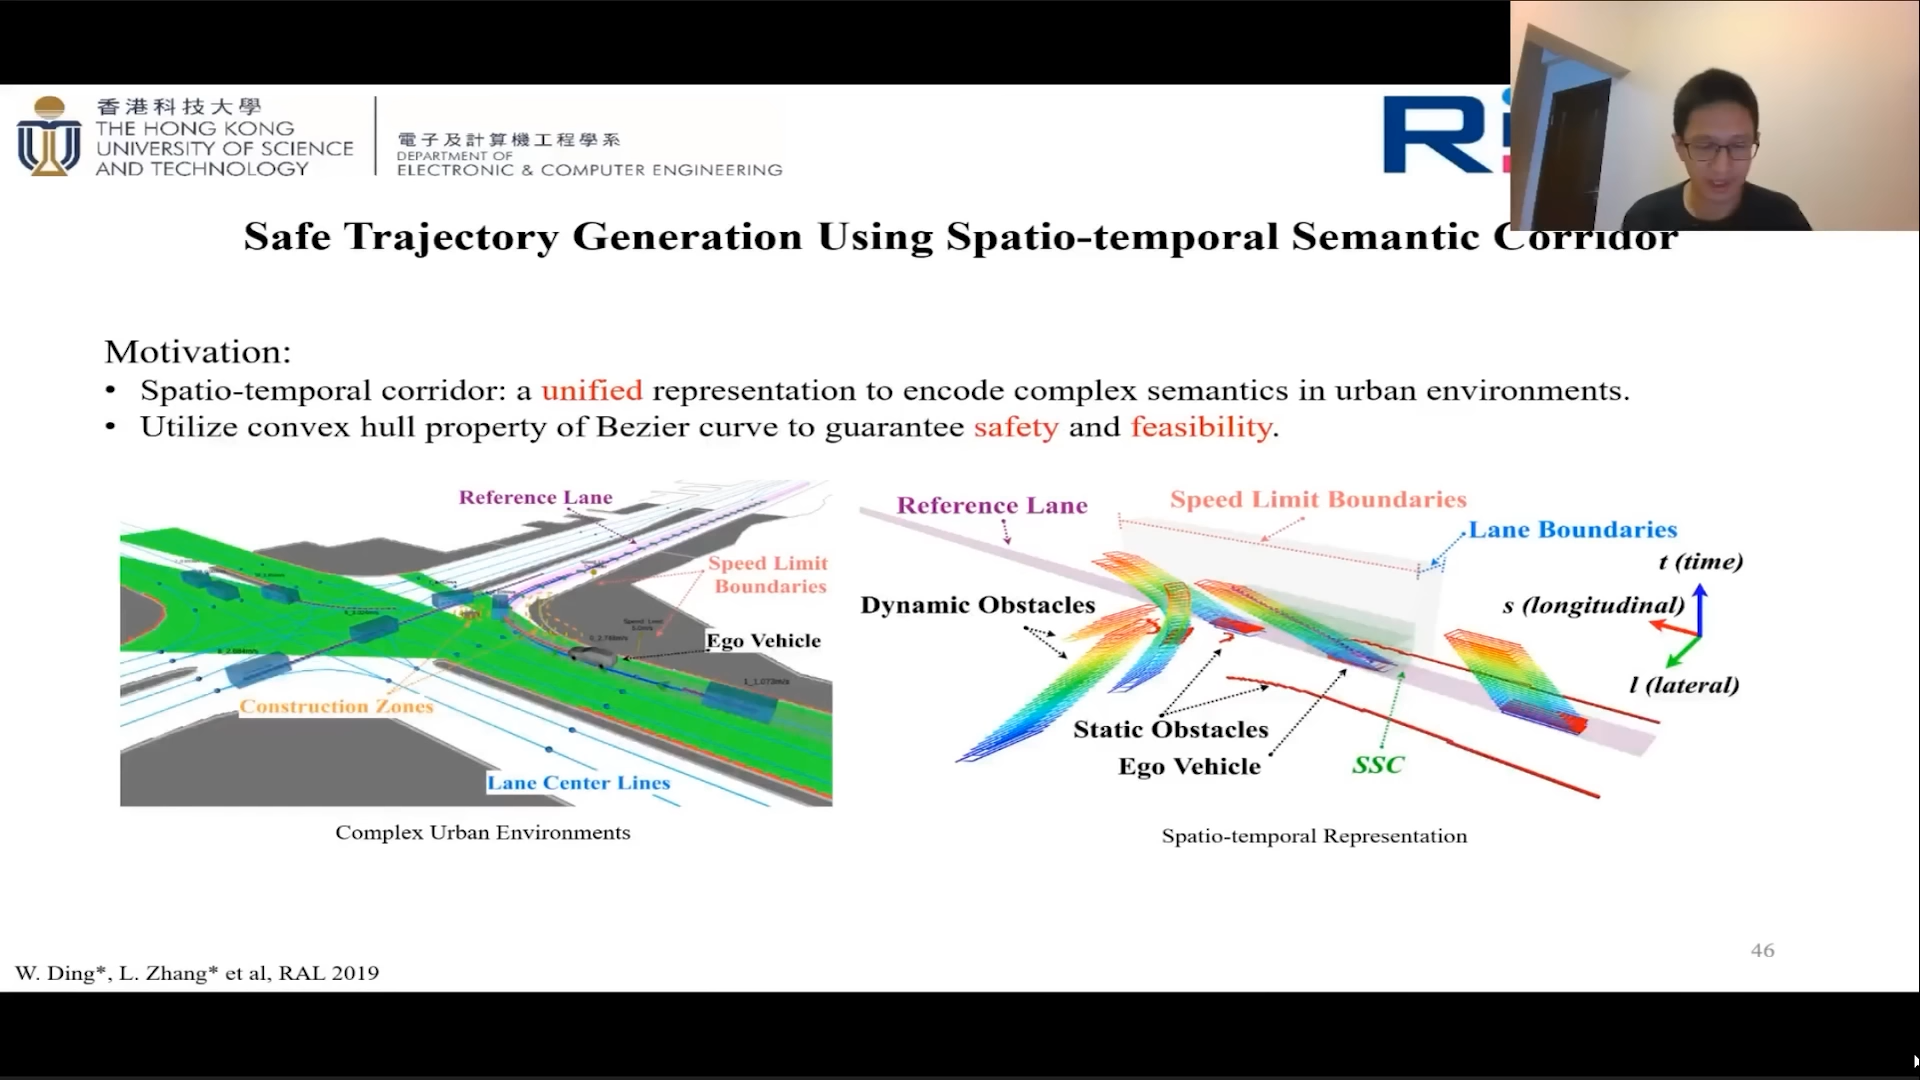 香港科技大學
THE HONG KONG
UNIVERSITY OF SCIENCE
AND TECHNOLOGY
電子及計算機工程學系
DEPARTMENT OF
ELECTRONIC & COMPUTER ENGINEERING
Safe Trajectory Generation Using Spatio-temporal Semantic Corridor
Motivation:
• Spatio-temporal corridor: a unified representation to encode complex semantics in urban environments.
• Utilize convex hull property of Bezier curve to guarantee safety and feasibility.
Reference Lane
Speed Limit
Boundaries
Ego Vehicle
Construction Zones
Lane Center Lines
Complex Urban Environments
Reference Lane
Speed Limit Boundaries
Lane Boundaries
t (time)
s (longitudinal)
l (lateral)
Dynamic Obstacles
Static Obstacles
Ego Vehicle
SSC
Spatio-temporal Representation
46
W. Ding*, L. Zhang* et al, RAL 2019